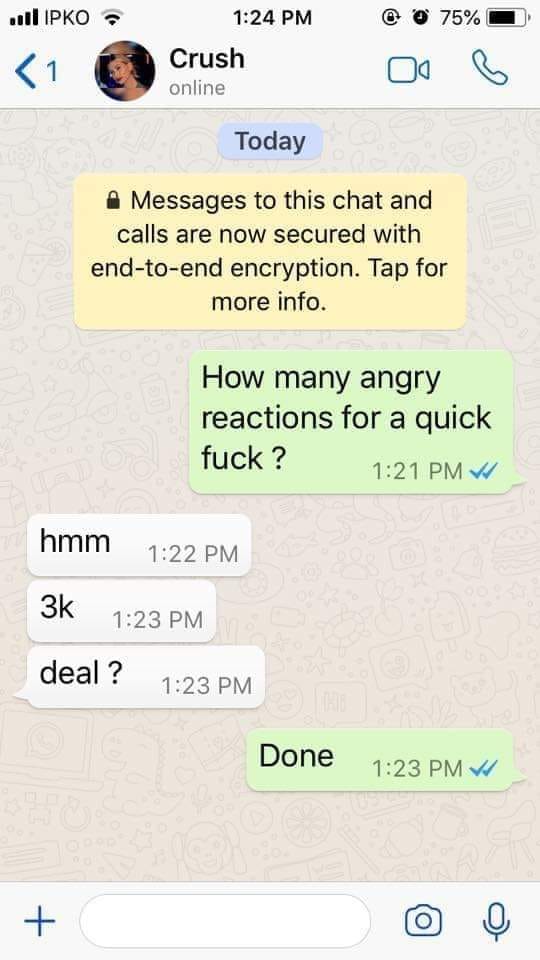 IPKO 1:24 PM 75%
1 Crush
online
Today
Messages to this chat and
calls are now secured with
end-to-end encryption. Tap for
more info.
How many angry
reactions for a quick
fuck ?
1:21 PM
hmm 1:22 PM
3k 1:23 PM
deal ? 1:23 PM
Done 1:23 PM